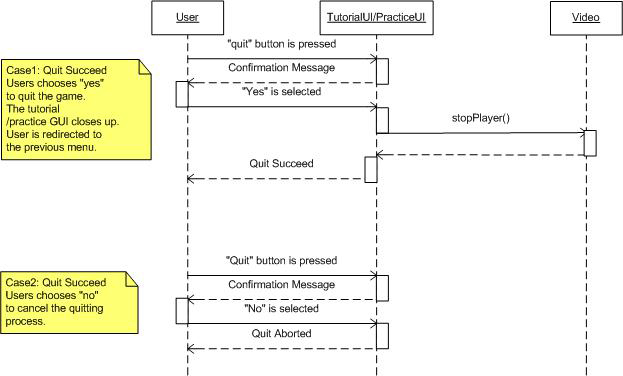 User
TutorialUI/PracticeUI
Video
"quit" button is pressed
Case1: Quit Succeed
Users chooses "yes"
to quit the game.
The tutorial
/practice GUI closes up.
User is redirected to
the previous menu.
Confirmation Message
"Yes" is selected
stopPlayer()
Quit Succeed
"Quit" button is pressed
Case2: Quit Succeed
Users chooses "no"
to cancel the quitting
process.
Confirmation Message
"No" is selected
Quit Aborted